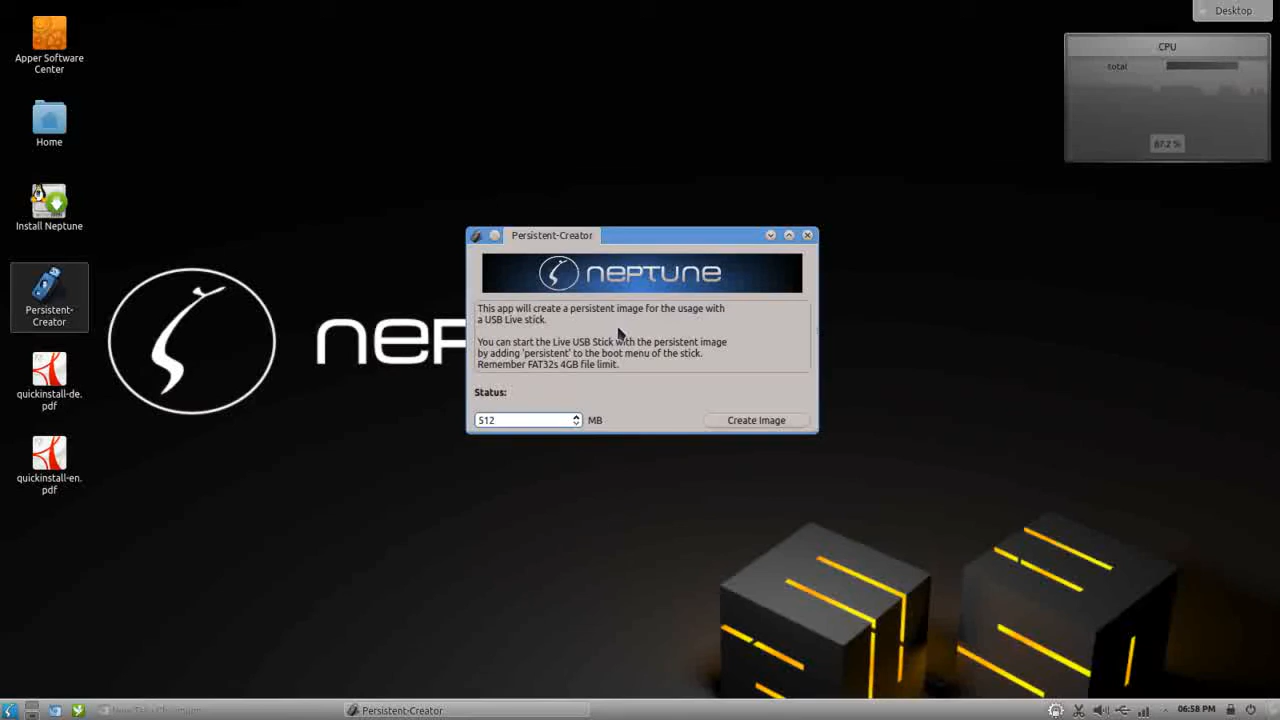 Desktop
Apper Software
Center
CPU
total
67.2 %
Home
Install Neptune
Persistent-Creator
NEPTUNE
This app will create a persistent image for the usage with
a USB Live stick.
You can start the Live USB Stick with the persistent image
by adding 'persistent' to the boot menu of the stick.
Remember FAT32s 4GB file limit.
Status:
512
MB
Create Image
Persistent-
Creator
nep
quickinstall-de.
pdf
quickinstall-en.
pdf
Persistent-Creator
06:58 PM